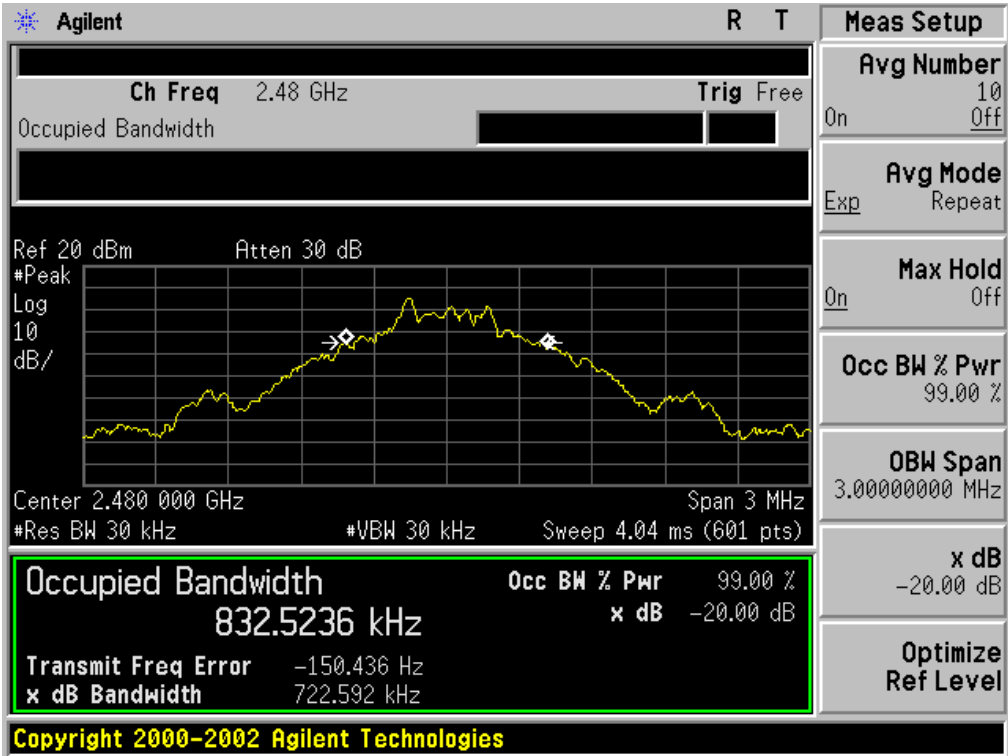 Agilent R T
Ch Freq 2.48 GHz Trig Free
Occupied Bandwidth
Ref 20 dBm Atten 30 dB
#Peak
Log
10
dB/
Center 2.480 000 GHz Span 3 MHz
#Res BW 30 kHz #VBW 30 kHz Sweep 4.04 ms (601 pts)
Occupied Bandwidth
832.5236 kHz
Occ BW % Pwr 99.00 %
x dB -20.00 dB
Transmit Freq Error -150.436 Hz
x dB Bandwidth 722.592 kHz
Copyright 2000-2002 Agilent Technologies
Meas Setup
Avg Number
10
On Off
Avg Mode
Exp Repeat
Max Hold
On Off
Occ BW % Pwr
99.00 %
OBW Span
3.00000000 MHz
x dB
-20.00 dB
Optimize
Ref Level